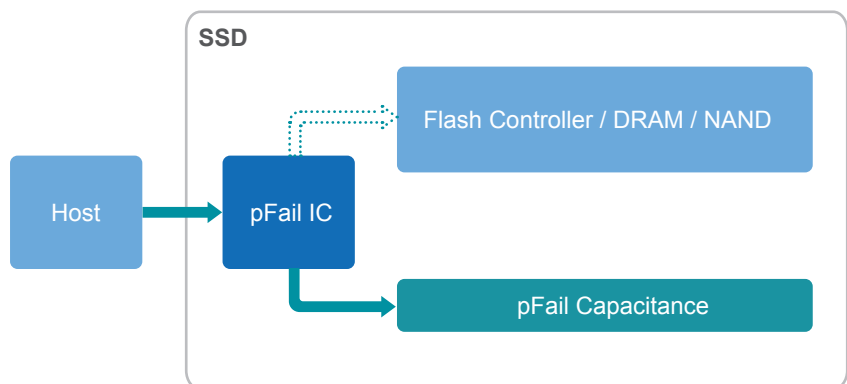 SSD
Flash Controller / DRAM / NAND
Host
pFail IC
pFail Capacitance